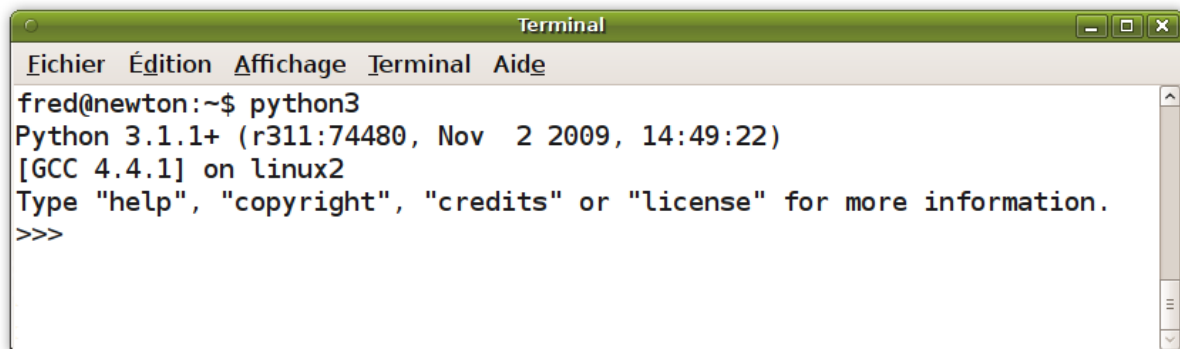 Terminal
Fichier Édition Affichage Terminal Aide
fred@newton:~$ python3
Python 3.1.1+ (r311:74480, Nov  2 2009, 14:49:22)
[GCC 4.4.1] on linux2
Type "help", "copyright", "credits" or "license" for more information.
>>>